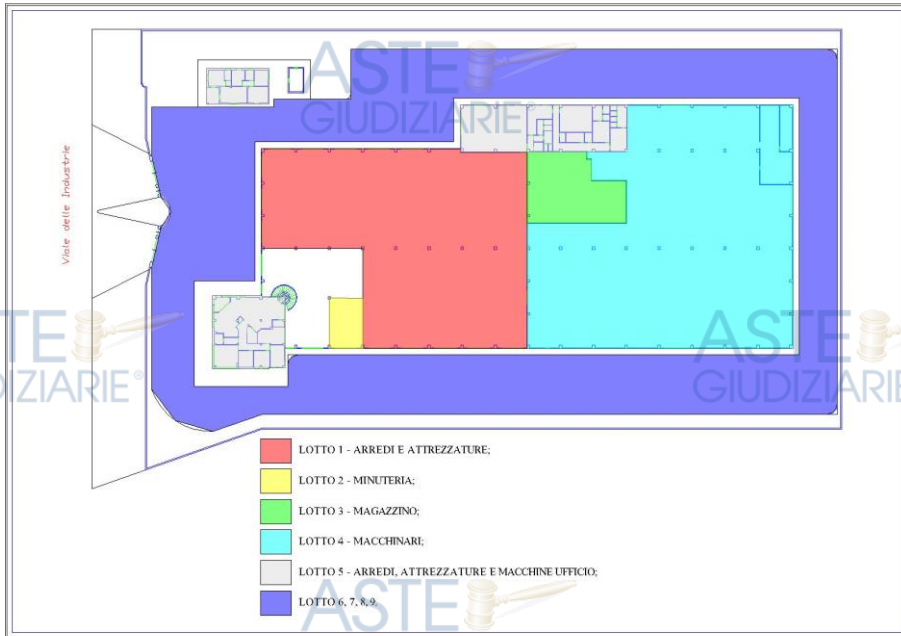 ASTE
GIUDIZIARIE®
Viale delle Industrie
ASTE
GIUDIZIARIE®
ASTE
GIUDIZIARIE
LOTTO 1 - ARREDI E ATTREZZATURE;
LOTTO 2 - MINUTERIA;
LOTTO 3 - MAGAZZINO;
LOTTO 4 - MACCHINARI;
LOTTO 5 - ARREDI, ATTREZZATURE E MACCHINE UFFICIO;
LOTTO 6, 7, 8, 9.
ASTE